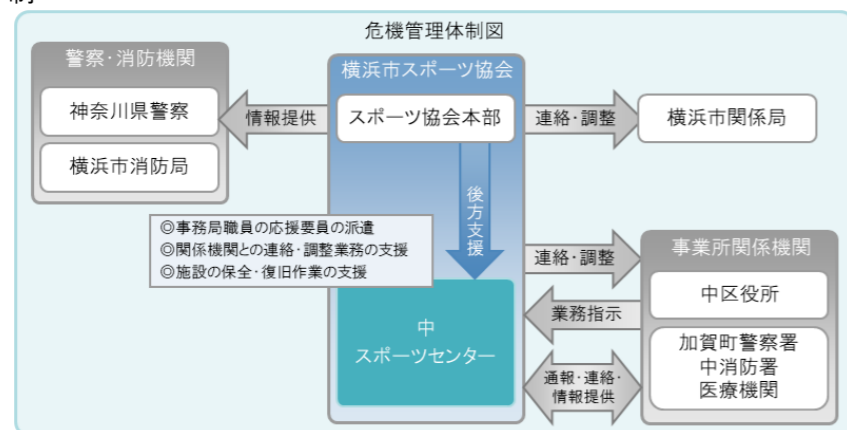 危機管理体制図
警察・消防機関
神奈川県警察
横浜市消防局
情報提供
横浜市スポーツ協会
スポーツ協会本部
連絡・調整
横浜市関係局
後方支援
◎事務局職員の応援要員の派遣
◎関係機関との連絡・調整業務の支援
◎施設の保全・復旧作業の支援
中
スポーツセンター
連絡・調整
業務指示
通報・連絡・
情報提供
事業所関係機関
中区役所
加賀町警察署
中消防署
医療機関